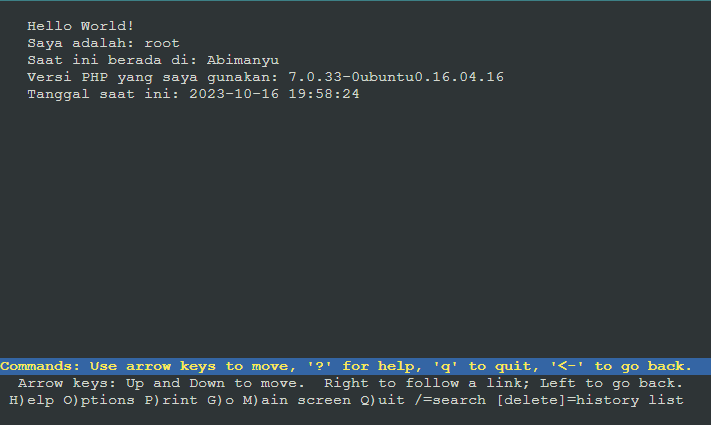 Hello World!
Saya adalah: root
Saat ini berada di: Abimanyu
Versi PHP yang saya gunakan: 7.0.33-0ubuntu0.16.04.16
Tanggal saat ini: 2023-10-16 19:58:24
Commands: Use arrow keys to move, '?' for help, 'q' to quit, '<-' to go back.
Arrow keys: Up and Down to move.  Right to follow a link; Left to go back.
H)elp O)ptions P)rint G)o M)ain screen Q)uit /=search [delete]=history list